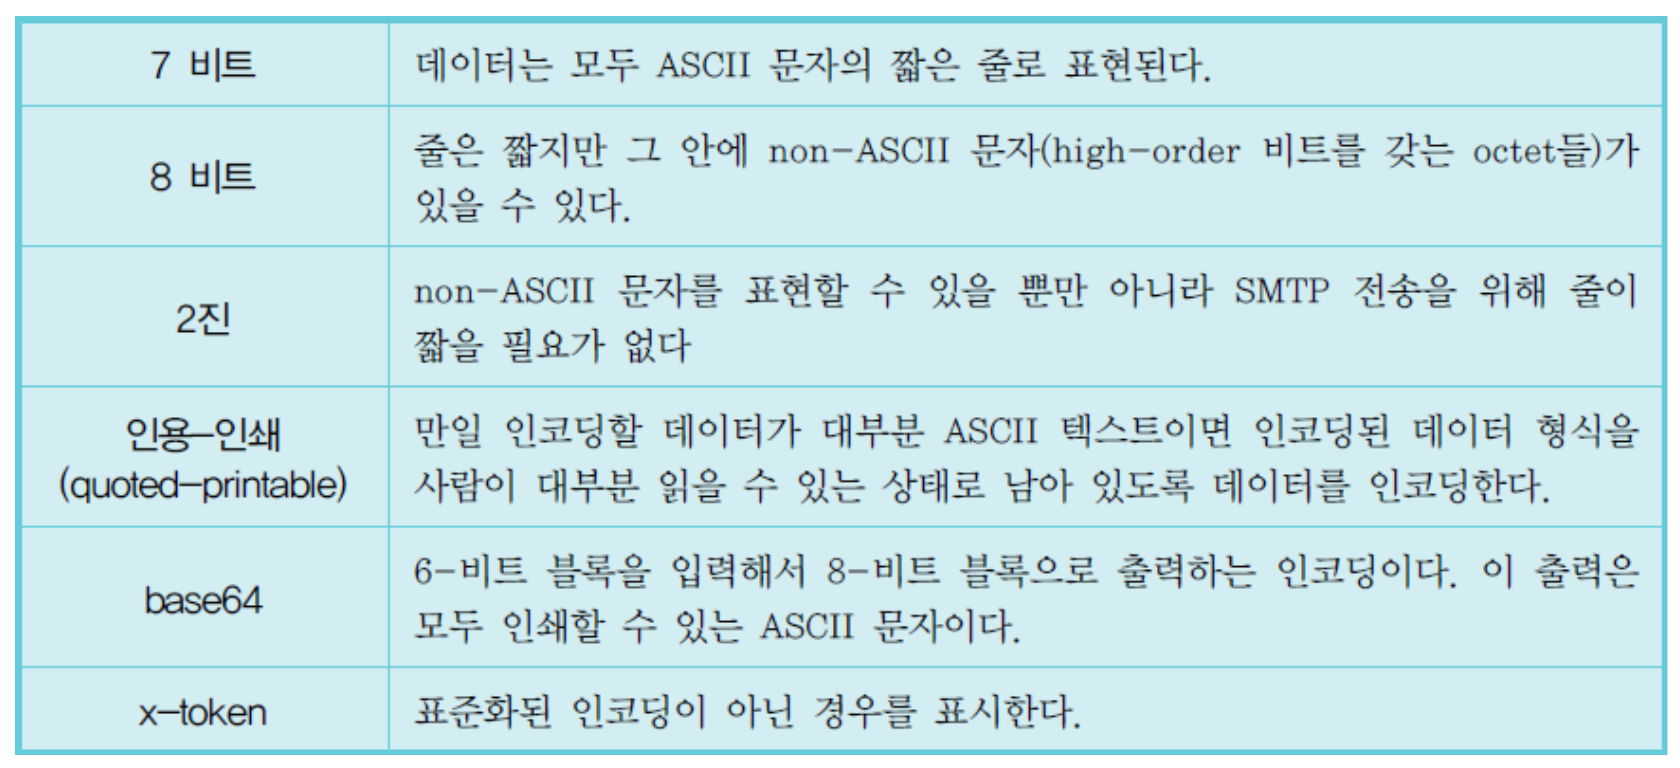 7 비트
데이터는 모두 ASCII 문자의 짧은 줄로 표현된다.
8 비트
줄은 짧지만 그 안에 non-ASCII 문자(high-order 비트를 갖는 octet들)가
있을 수 있다.
2진
non-ASCII 문자를 표현할 수 있을 뿐만 아니라 SMTP 전송을 위해 줄이
짧을 필요가 없다
인용-인쇄
(quoted-printable)
만일 인코딩할 데이터가 대부분 ASCII 텍스트이면 인코딩된 데이터 형식을
사람이 대부분 읽을 수 있는 상태로 남아 있도록 데이터를 인코딩한다.
base64
6-비트 블록을 입력해서 8-비트 블록으로 출력하는 인코딩이다. 이 출력은
모두 인쇄할 수 있는 ASCII 문자이다.
x-token
표준화된 인코딩이 아닌 경우를 표시한다.